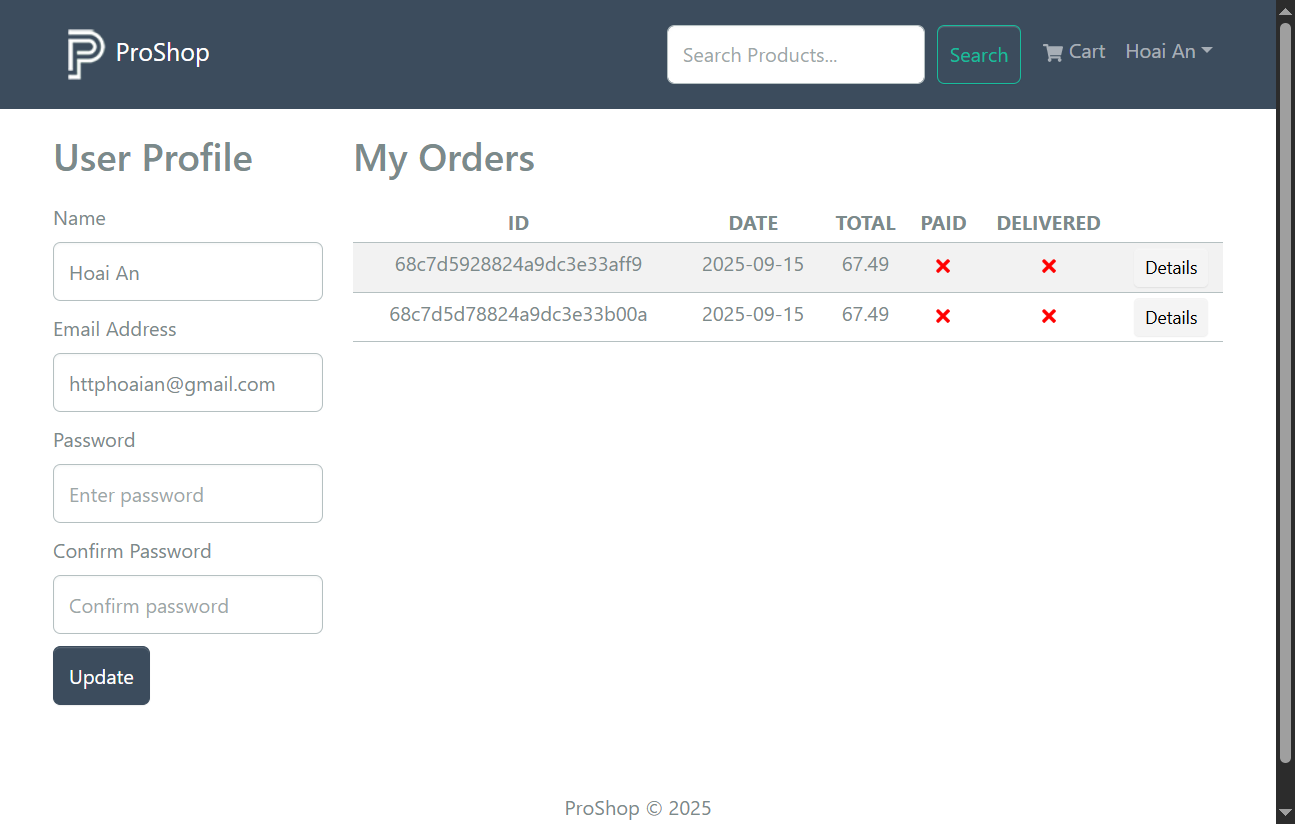 ProShop
Search Products...
Search
Cart
Hoai An
User Profile
Name
Hoai An
Email Address
httphoaian@gmail.com
Password
Enter password
Confirm Password
Confirm password
Update
My Orders
ID DATE TOTAL PAID DELIVERED
68c7d5928824a9dc3e33aff9 2025-09-15 67.49 Details
68c7d5d78824a9dc3e33b00a 2025-09-15 67.49 Details
ProShop © 2025